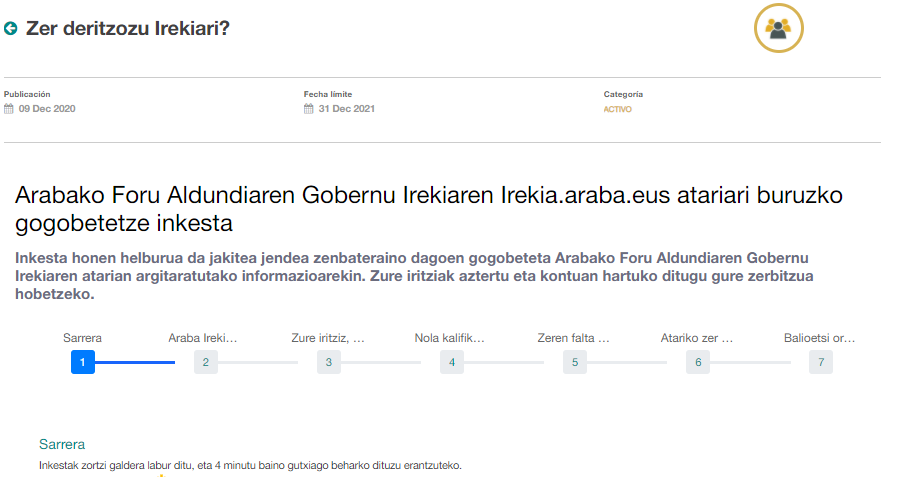 Zer deritzozu Irekiari?
Publicación
Fecha límite
Categoría
09 Dec 2020
31 Dec 2021
ACTIVO
Arabako Foru Aldundiaren Gobernu Irekiaren Irekia.araba.eus atariari buruzko
gogobetetze inkesta
Inkesta honen helburua da jakitea jendea zenbateraino dagoen gogobeteta Arabako Foru Aldundiaren Gobernu
Irekiaren atarian argitaratutako informazioarekin. Zure iritziak aztertu eta kontuan hartuko ditugu gure zerbitzua
hobetzeko.
Sarrera
Araba Ireki…
Zure iritziz, …
Nola kalifik…
Zeren falta …
Atariko zer …
Balioetsi or…
1
2
3
4
5
6
7
Sarrera
Inkestak zortzi galdera labur ditu, eta 4 minutu baino gutxiago beharko dituzu erantzuteko.